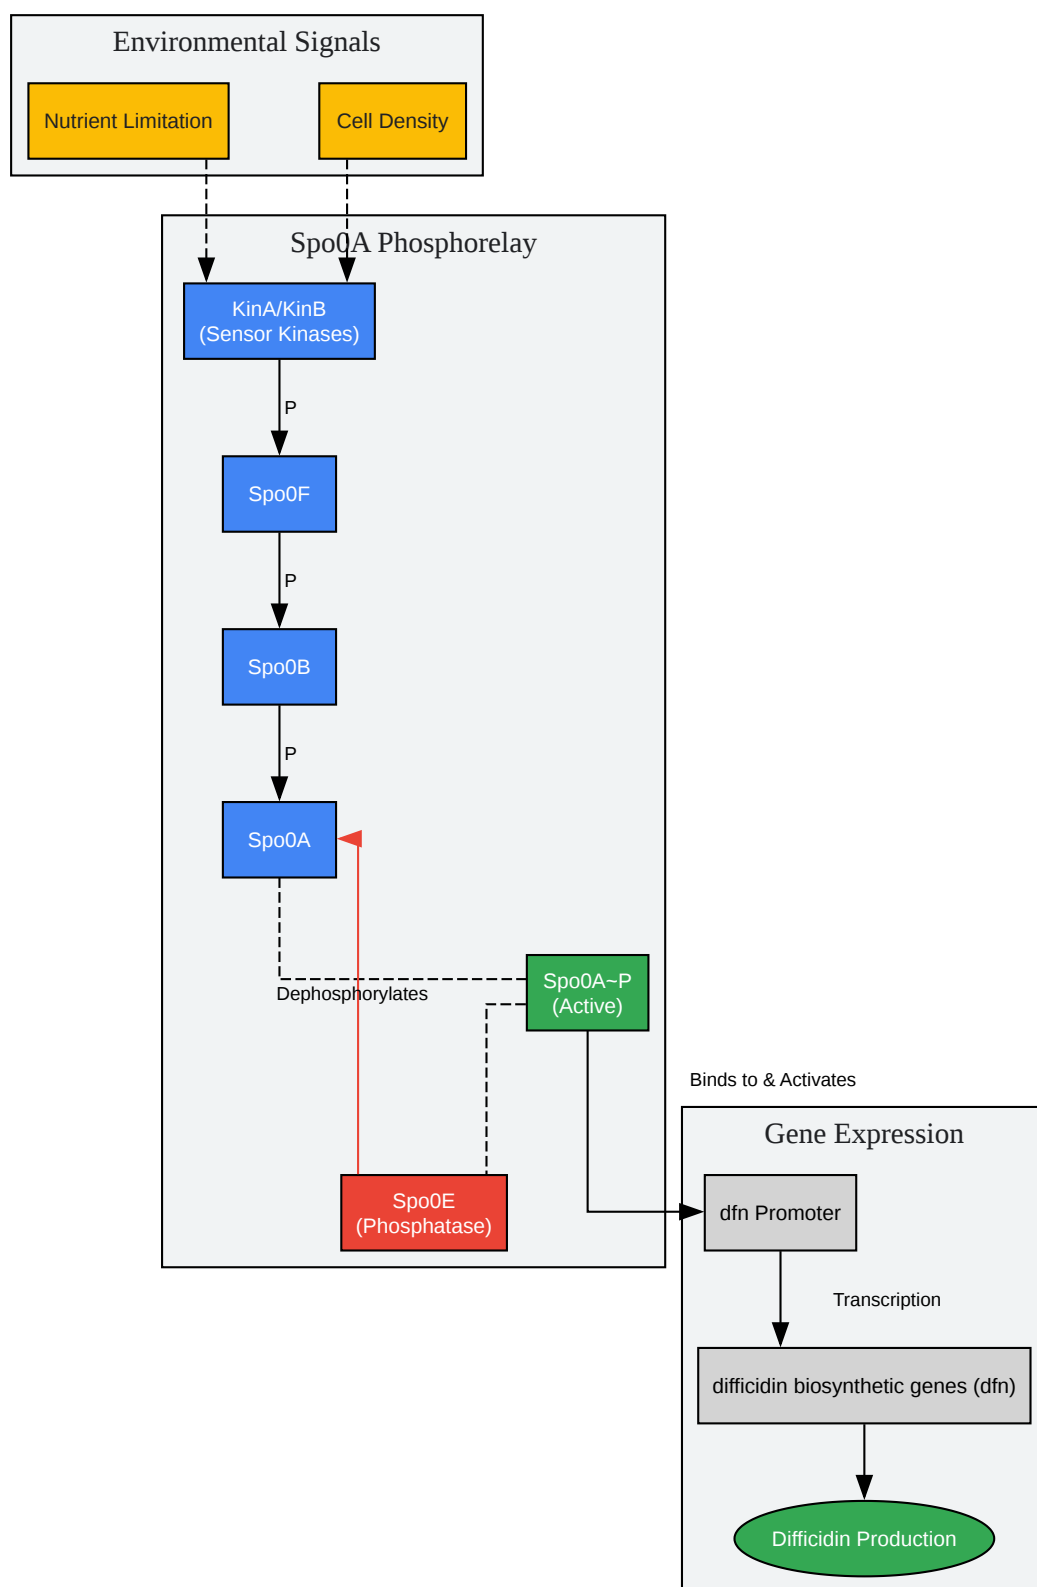 Environmental Signals
Nutrient Limitation
Cell Density
Spo0A Phosphorelay
KinA/KinB
(Sensor Kinases)
P
Spo0F
P
Spo0B
P
Spo0A
Spo0A~P
(Active)
Dephosphorylates
Binds to & Activates
Gene Expression
Spo0E
(Phosphatase)
dfn Promoter
Transcription
difficidin biosynthetic genes (dfn)
Difficidin Production